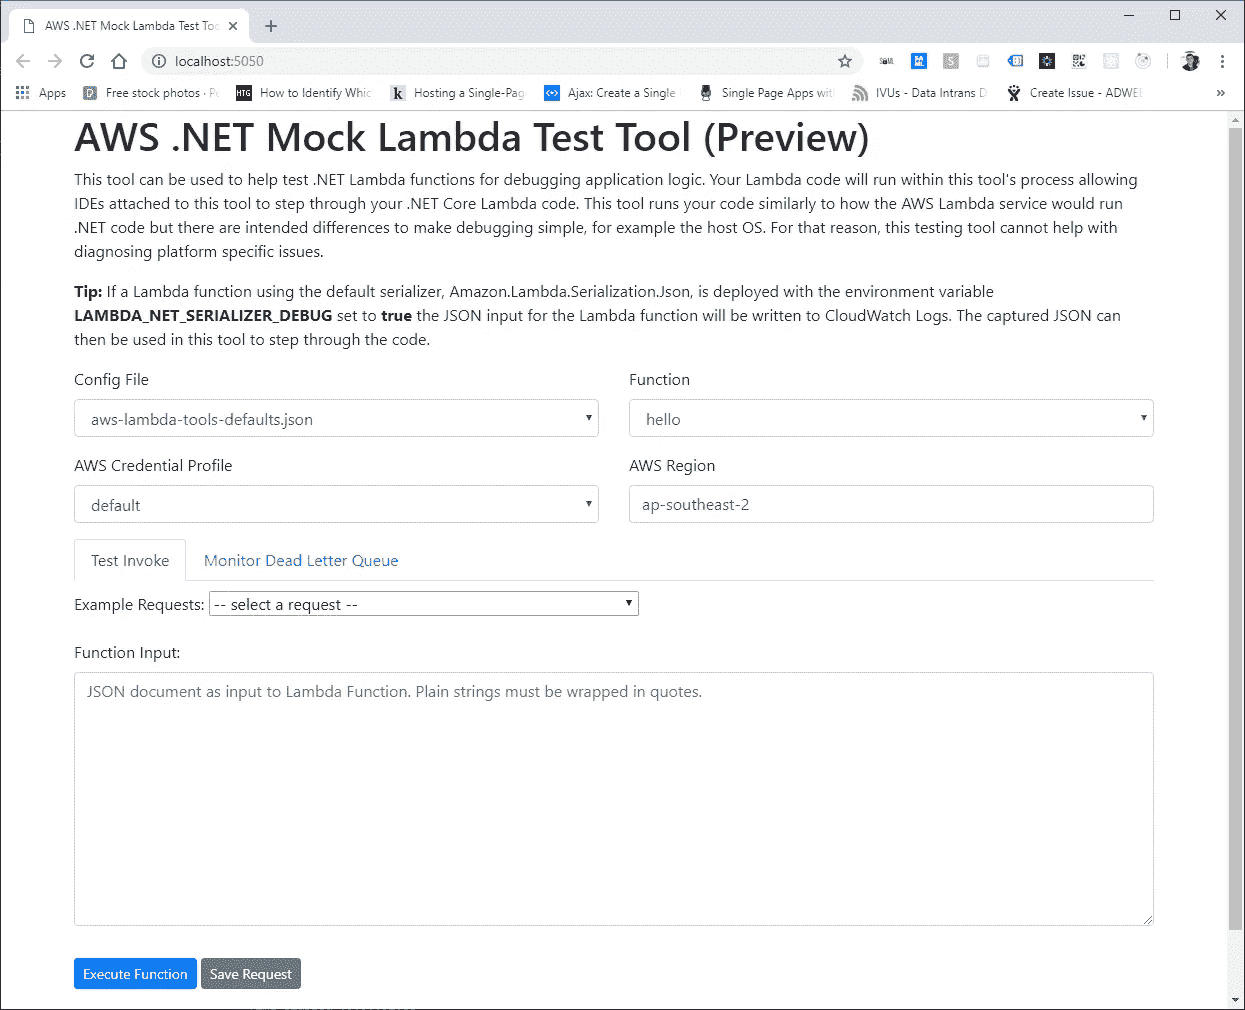 AWS .NET Mock Lambda Test Too
localhost:5050
Apps Free stock photos · Pu How to Identify Whic Hosting a Single-Pag Ajax: Create a Single Single Page Apps wit IVUs - Data Intrans D Create Issue - ADWEB »
AWS .NET Mock Lambda Test Tool (Preview)
This tool can be used to help test .NET Lambda functions for debugging application logic. Your Lambda code will run within this tool's process allowing
IDEs attached to this tool to step through your .NET Core Lambda code. This tool runs your code similarly to how the AWS Lambda service would run
.NET code but there are intended differences to make debugging simple, for example the host OS. For that reason, this testing tool cannot help with
diagnosing platform specific issues.
Tip: If a Lambda function using the default serializer, Amazon.Lambda.Serialization.Json, is deployed with the environment variable
LAMBDA_NET_SERIALIZER_DEBUG set to true the JSON input for the Lambda function will be written to CloudWatch Logs. The captured JSON can
then be used in this tool to step through the code.
Config File Function
aws-lambda-tools-defaults.json hello
AWS Credential Profile AWS Region
default ap-southeast-2
Test Invoke Monitor Dead Letter Queue
Example Requests: -- select a request --
Function Input:
JSON document as input to Lambda Function. Plain strings must be wrapped in quotes.
Execute Function Save Request